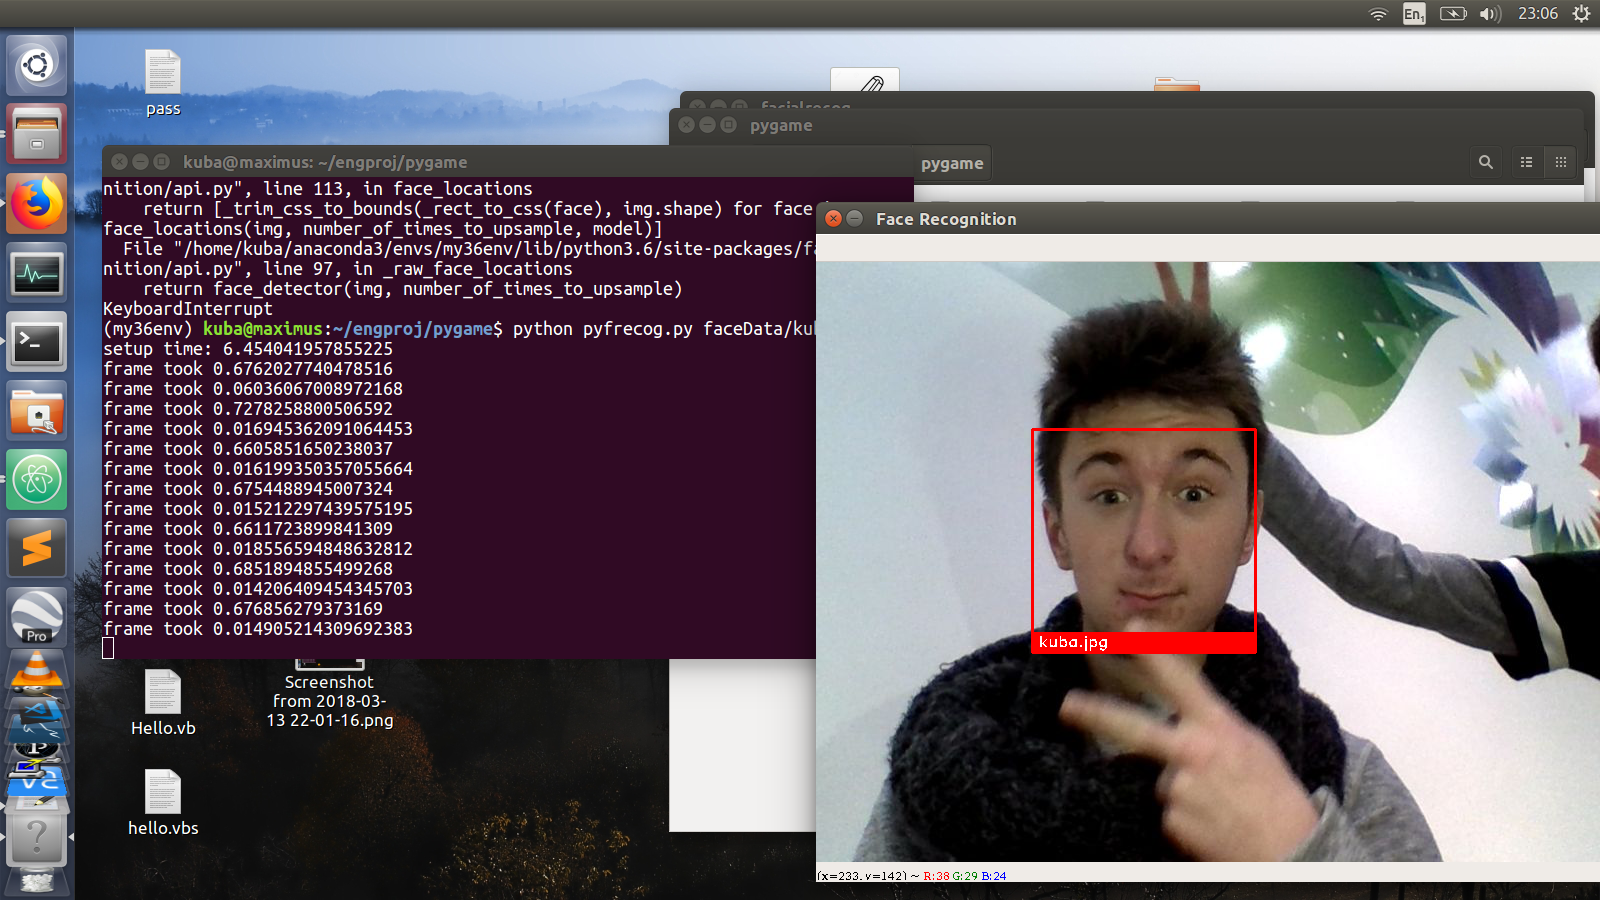 En1
23:06
pass
facialrecog
pygame
pygame
kuba@maximus: ~/engproj/pygame
nition/api.py", line 113, in face_locations
return [_trim_css_to_bounds(_rect_to_css(face), img.shape) for face
face_locations(img, number_of_times_to_upsample, model)]
File "/home/kuba/anaconda3/envs/my36env/lib/python3.6/site-packages/fa
nition/api.py", line 97, in _raw_face_locations
return face_detector(img, number_of_times_to_upsample)
KeyboardInterrupt
(my36env) kuba@maximus:~/engproj/pygame$ python pyfrecog.py faceData/kub
setup time: 6.454041957855225
frame took 0.6762027740478516
frame took 0.06036067008972168
frame took 0.7278258800506592
frame took 0.016945362091064453
frame took 0.6605851650238037
frame took 0.016199350357055664
frame took 0.6754488945007324
frame took 0.015212297439575195
frame took 0.6611723899841309
frame took 0.018556594848632812
frame took 0.6851894855499268
frame took 0.014206409454345703
frame took 0.676856279373169
frame took 0.014905214309692383
Face Recognition
kuba.jpg
(x=233, y=142) ~ R:38 G:29 B:24
Pro
Screenshot
from 2018-03-
13 22-01-16.png
Hello.vb
hello.vbs